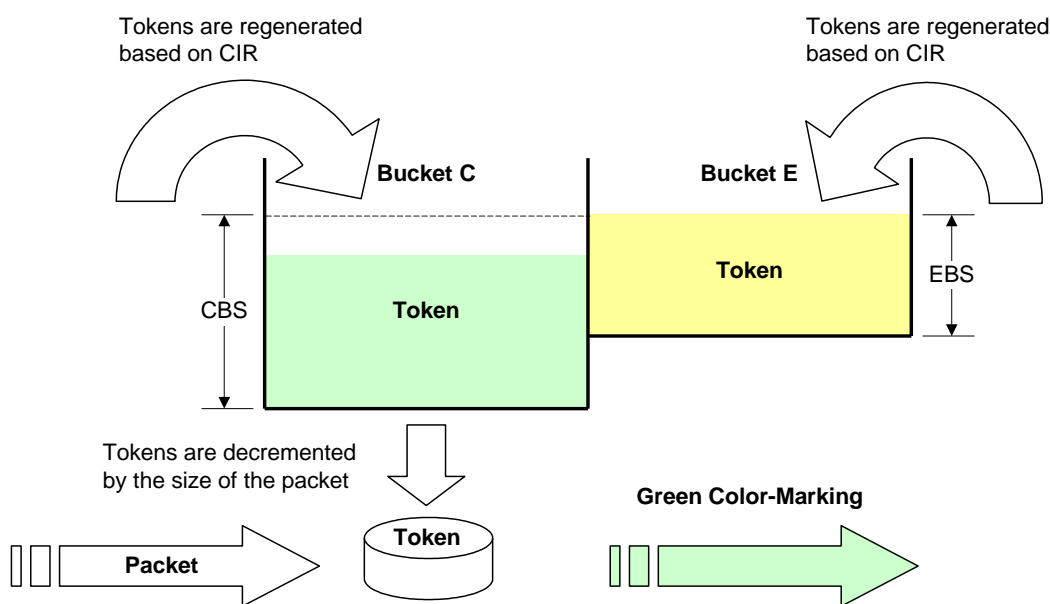 Tokens are regenerated
based on CIR
Tokens are regenerated
based on CIR
Bucket C
Bucket E
CBS
Token
Token
EBS
Tokens are decremented
by the size of the packet
Green Color-Marking
Packet
Token